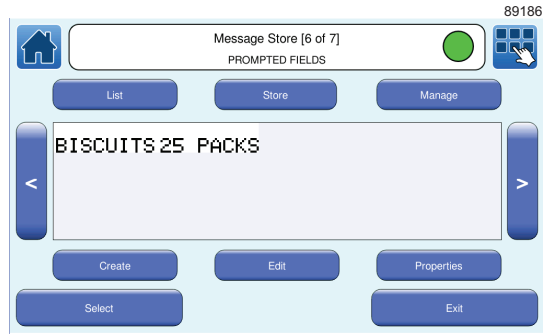 89186
Message Store [6 of 7]
PROMPTED FIELDS
List Store Manage
BISCUITS 25 PACKS
< >
Create Edit Properties
Select Exit